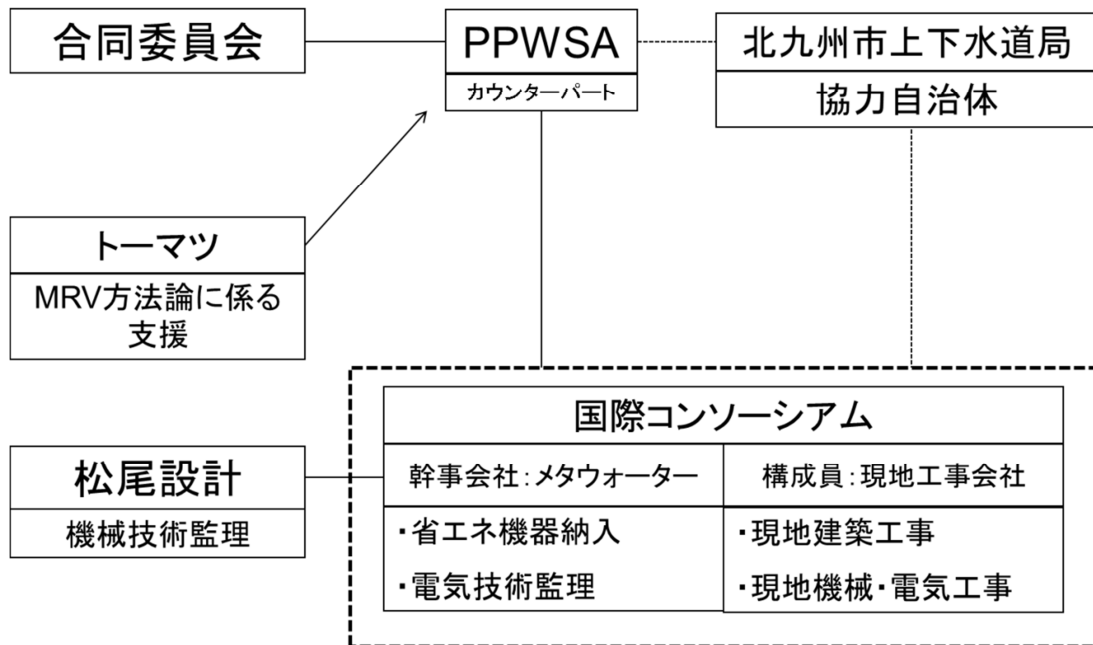 合同委員会
PPWSA
カウンターパート
北九州市上下水道局
協力自治体
トーマツ
MRV方法論に係る
支援
国際コンソーシアム
松尾設計
機械技術監理
幹事会社:メタウォーター
構成員:現地工事会社
・省エネ機器納入
・電気技術監理
・現地建築工事
・現地機械・電気工事